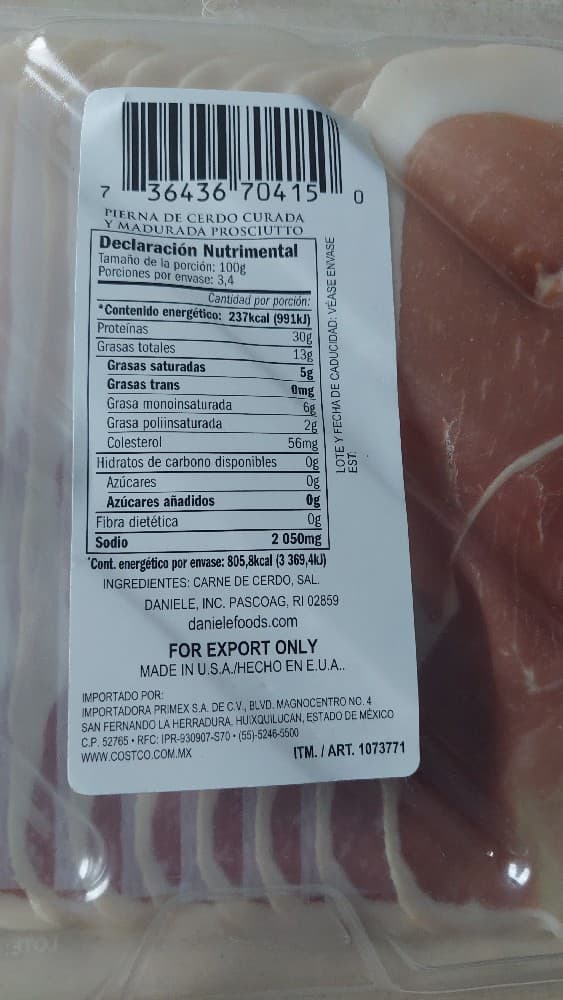 7 36436 70415 0
PIERNA DE CERDO CURADA
Y MADURADA PROSCIUTTO
Declaración Nutrimental
Tamaño de la porción: 100g
Porciones por envase: 3,4
Cantidad por porción:
*Contenido energético: 237kcal (991kJ)
Proteínas 30g
Grasas totales 13g
Grasas saturadas 5g
Grasas trans 0mg
Grasa monoinsaturada 6g
Grasa poliinsaturada 2g
Colesterol 56mg
Hidratos de carbono disponibles 0g
Azúcares 0g
Azúcares añadidos 0g
Fibra dietética 0g
Sodio 2 050mg
*Cont. energético por envase: 805,8kcal (3 369,4kJ)
LOTE Y FECHA DE CADUCIDAD: VÉASE ENVASE
EST.
INGREDIENTES: CARNE DE CERDO, SAL.
DANIELE, INC. PASCOAG, RI 02859
danielefoods.com
FOR EXPORT ONLY
MADE IN U.S.A./HECHO EN E.U.A..
IMPORTADO POR:
IMPORTADORA PRIMEX S.A. DE C.V., BLVD. MAGNOCENTRO NO. 4
SAN FERNANDO LA HERRADURA. HUIXQUILUCAN, ESTADO DE MÉXICO
C.P. 52765 • RFC: IPR-930907-S70 • (55)-5246-5500
WWW.COSTCO.COM.MX ITM. / ART. 1073771